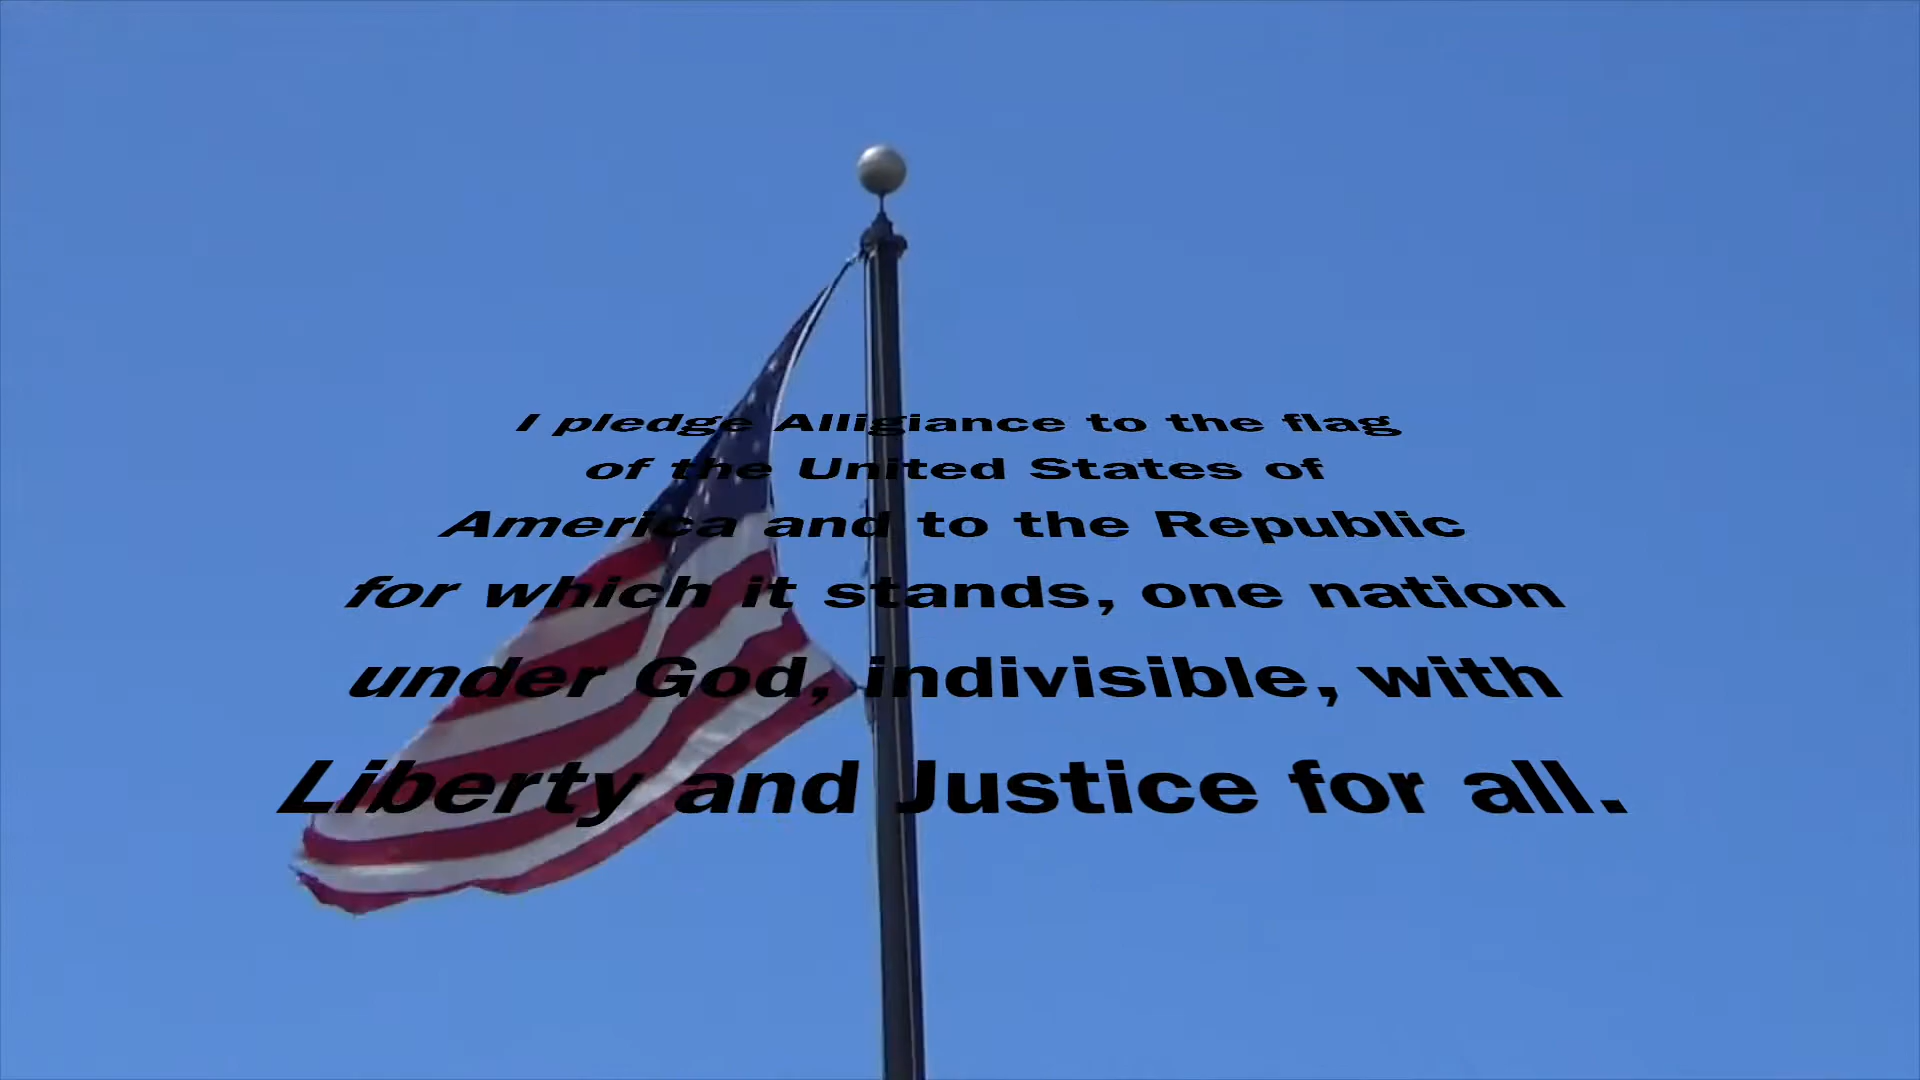 I pledge Alligiance to the flag
of the United States of
America and to the Republic
for which it stands, one nation
under God, indivisible, with
Liberty and Justice for all.